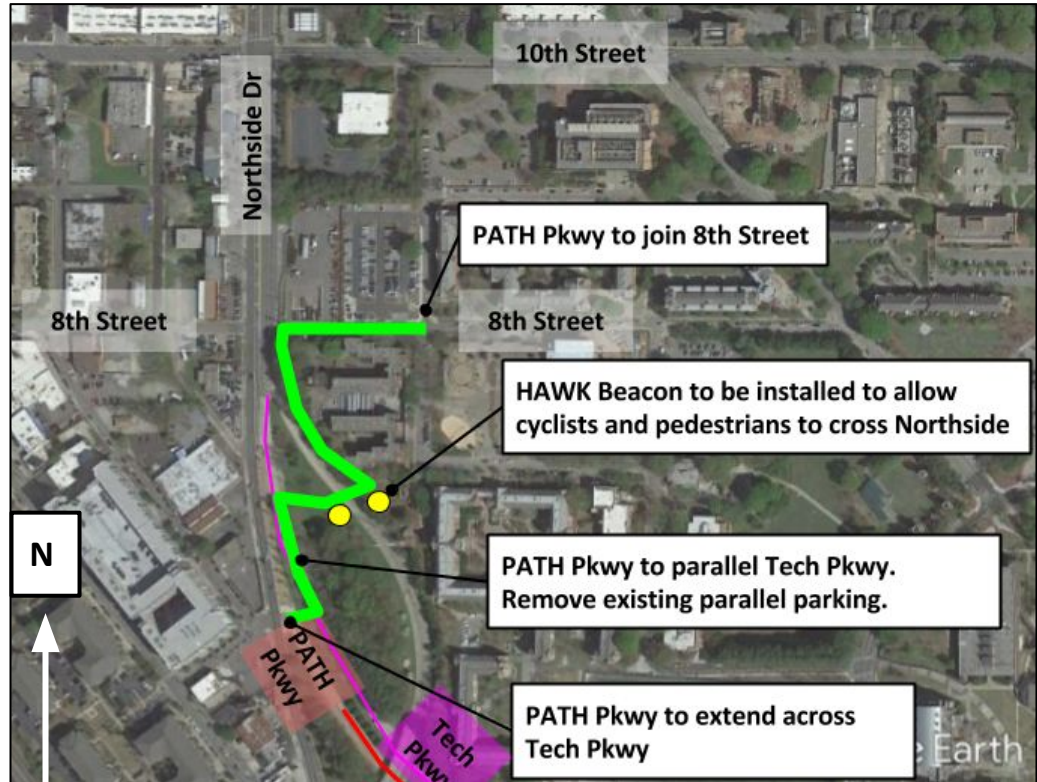 10th Street
Northside Dr
PATH Pkwy to join 8th Street
8th Street
8th Street
HAWK Beacon to be installed to allow
cyclists and pedestrians to cross Northside
N
PATH Pkwy to parallel Tech Pkwy.
Remove existing parallel parking.
PATH
Pkwy
PATH Pkwy to extend across
Tech Pkwy
Tech
Pkwy
Earth